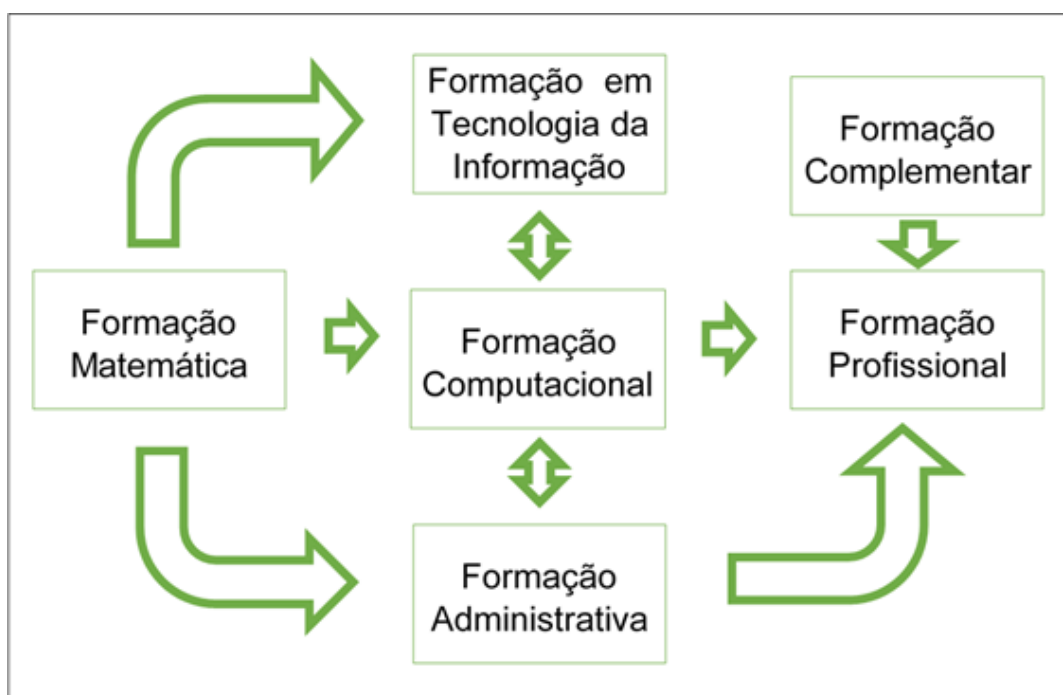 Formação em
Tecnologia da
Informação
Formação
Complementar
Formação
Matemática
Formação
Computacional
Formação
Profissional
Formação
Administrativa